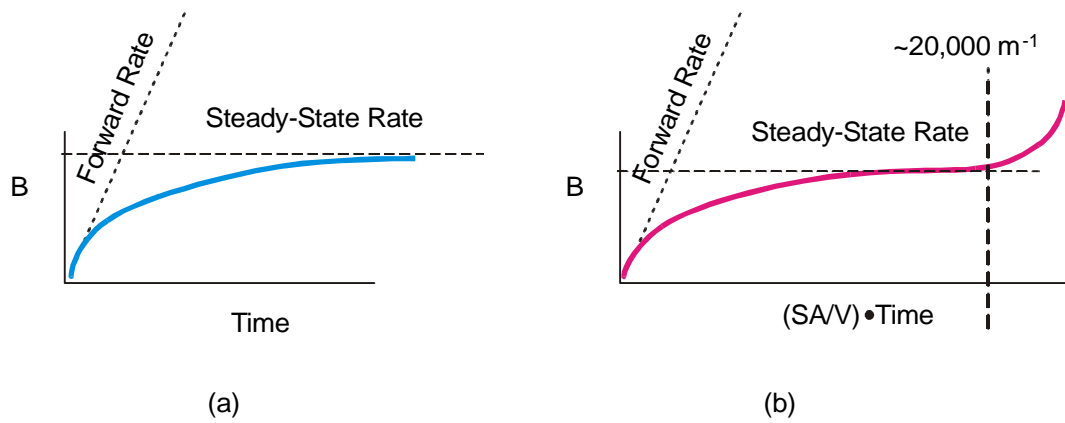 Forward Rate
Steady-State Rate
B
Time
(a)
Forward Rate
~20,000 m⁻¹
Steady-State Rate
B
(SA/V) •Time
(b)